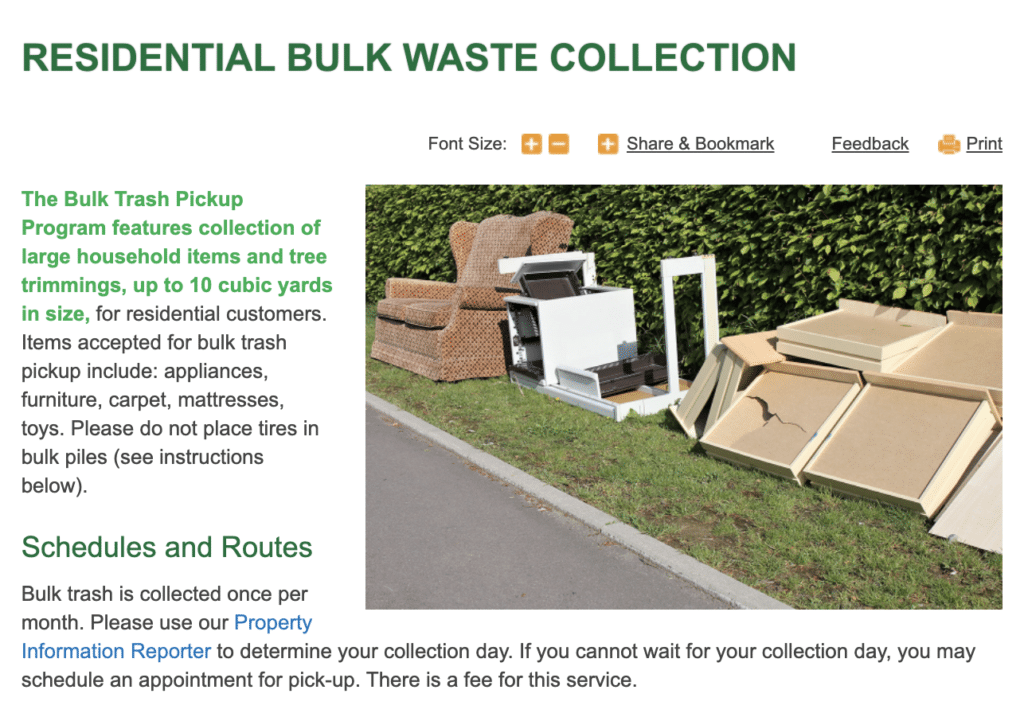 RESIDENTIAL BULK WASTE COLLECTION
Font Size: Share & Bookmark Feedback Print
The Bulk Trash Pickup
Program features collection of
large household items and tree
trimmings, up to 10 cubic yards
in size, for residential customers.
Items accepted for bulk trash
pickup include: appliances,
furniture, carpet, mattresses,
toys. Please do not place tires in
bulk piles (see instructions
below).
Schedules and Routes
Bulk trash is collected once per
month. Please use our Property
Information Reporter to determine your collection day. If you cannot wait for your collection day, you may
schedule an appointment for pick-up. There is a fee for this service.